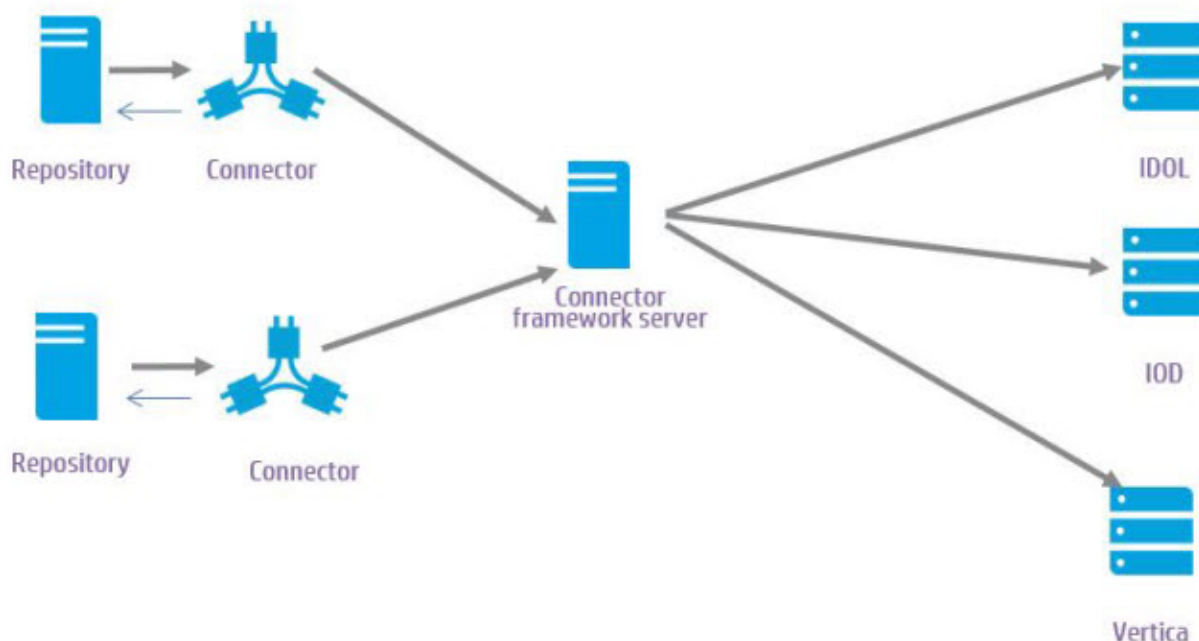 Repository
Connector
IDOL
Connector
framework server
IOD
Repository
Connector
Vertica